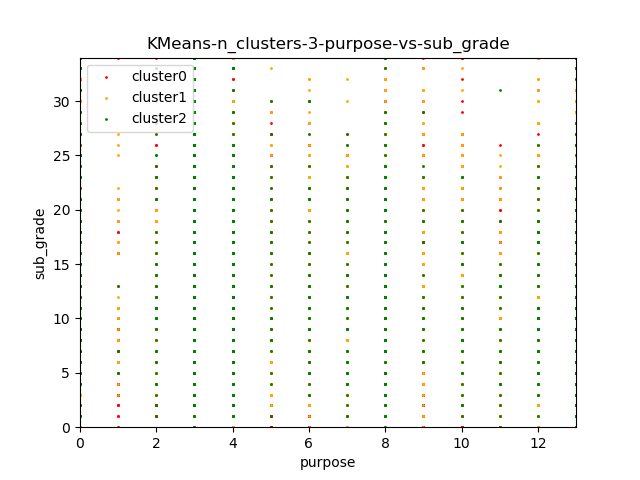 KMeans-n_clusters-3-purpose-vs-sub_grade
cluster0
cluster1
cluster2
30
25
20
15
10
5
0
sub_grade
0 2 4 6 8 10 12
purpose